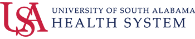 USA
UNIVERSITY OF SOUTH ALABAMA
HEALTH SYSTEM